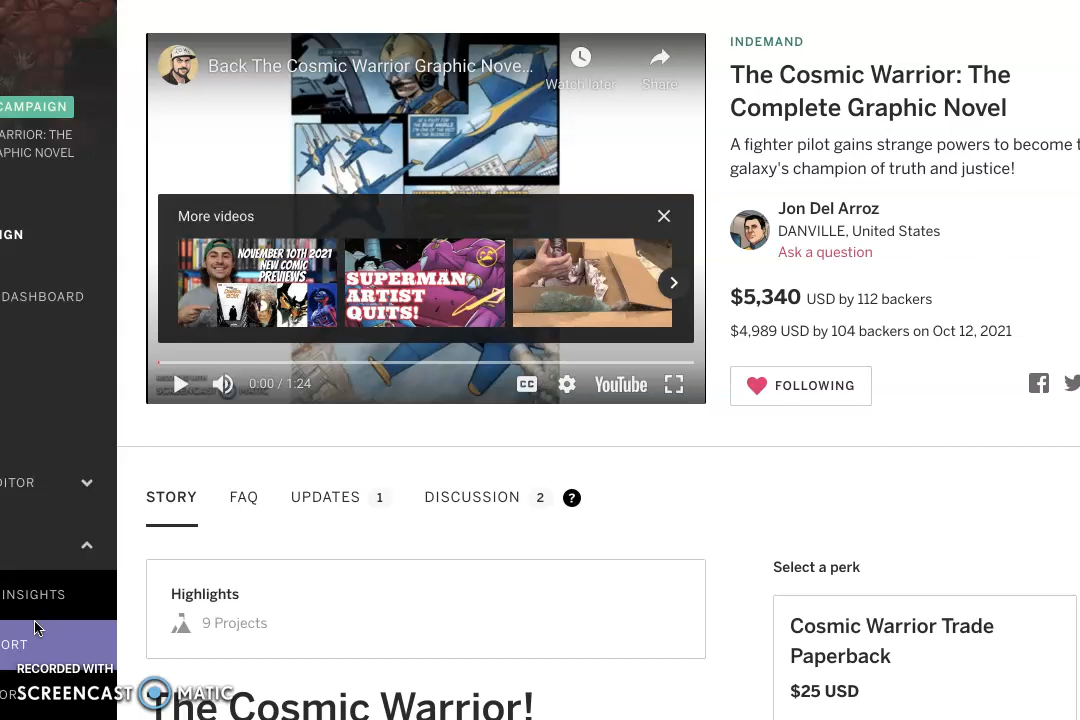 CAMPAIGN
ARRIOR: THE
APHIC NOVEL
IGN
DASHBOARD
DITOR
INSIGHTS
ORT
OR
Back The Cosmic Warrior Graphic Nove...
Watch later
Share
More videos
NOVEMBER 10TH 2021
NEW COMIC
PREVIEWS
SUPERMAN
ARTIST
QUITS!
0:00 / 1:24
CC
YouTube
INDEMAND
The Cosmic Warrior: The
Complete Graphic Novel
A fighter pilot gains strange powers to become t
galaxy's champion of truth and justice!
Jon Del Arroz
DANVILLE, United States
Ask a question
$5,340 USD by 112 backers
$4,989 USD by 104 backers on Oct 12, 2021
FOLLOWING
STORY FAQ UPDATES 1 DISCUSSION 2 ?
Highlights
9 Projects
The Cosmic Warrior!
Select a perk
Cosmic Warrior Trade
Paperback
$25 USD
RECORDED WITH
SCREENCAST MATIC